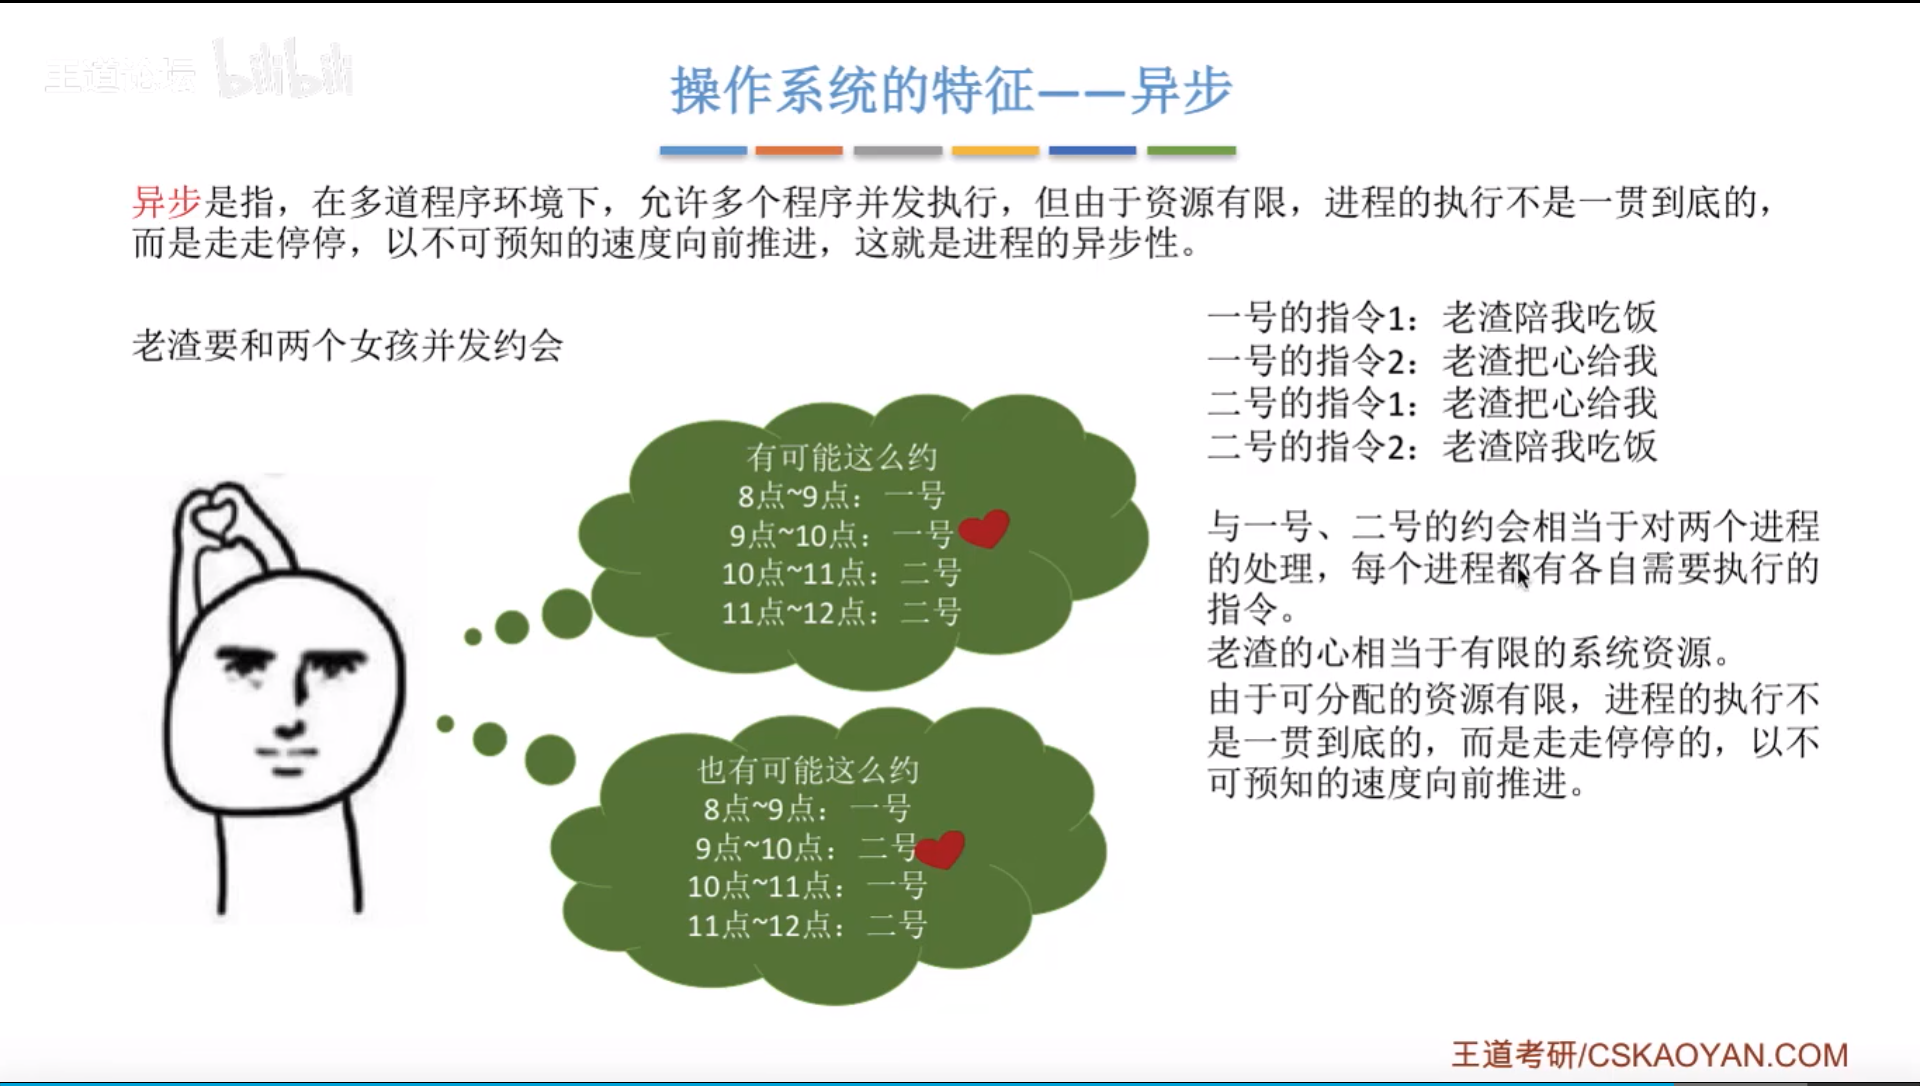 王道论坛 bilibili
操作系统的特征——异步
异步是指，在多道程序环境下，允许多个程序并发执行，但由于资源有限，进程的执行不是一贯到底的，
而是走走停停，以不可预知的速度向前推进，这就是进程的异步性。
老渣要和两个女孩并发约会
有可能这么约
8点~9点：一号
9点~10点：一号
10点~11点：二号
11点~12点：二号
也有可能这么约
8点~9点：一号
9点~10点：二号
10点~11点：一号
11点~12点：二号
一号的指令1：老渣陪我吃饭
一号的指令2：老渣把心给我
二号的指令1：老渣把心给我
二号的指令2：老渣陪我吃饭
与一号、二号的约会相当于对两个进程
的处理，每个进程都有各自需要执行的
指令。
老渣的心相当于有限的系统资源。
由于可分配的资源有限，进程的执行不
是一贯到底的，而是走走停停的，以不
可预知的速度向前推进。
王道考研/CSKAOYAN.COM